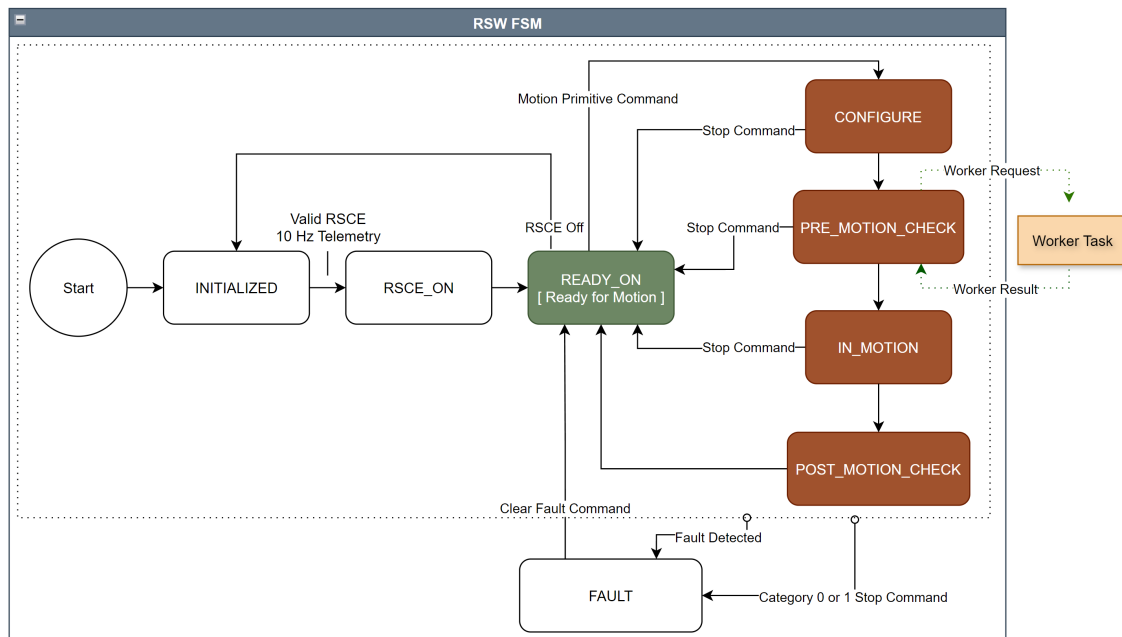 RSW FSM
Motion Primitive Command
CONFIGURE
Stop Command
Worker Request
Valid RSCE
10 Hz Telemetry
RSCE Off
Stop Command
PRE_MOTION_CHECK
Worker Task
Start
INITIALIZED
RSCE_ON
READY_ON
[ Ready for Motion ]
Worker Result
Stop Command
IN_MOTION
POST_MOTION_CHECK
Clear Fault Command
Fault Detected
FAULT
Category 0 or 1 Stop Command